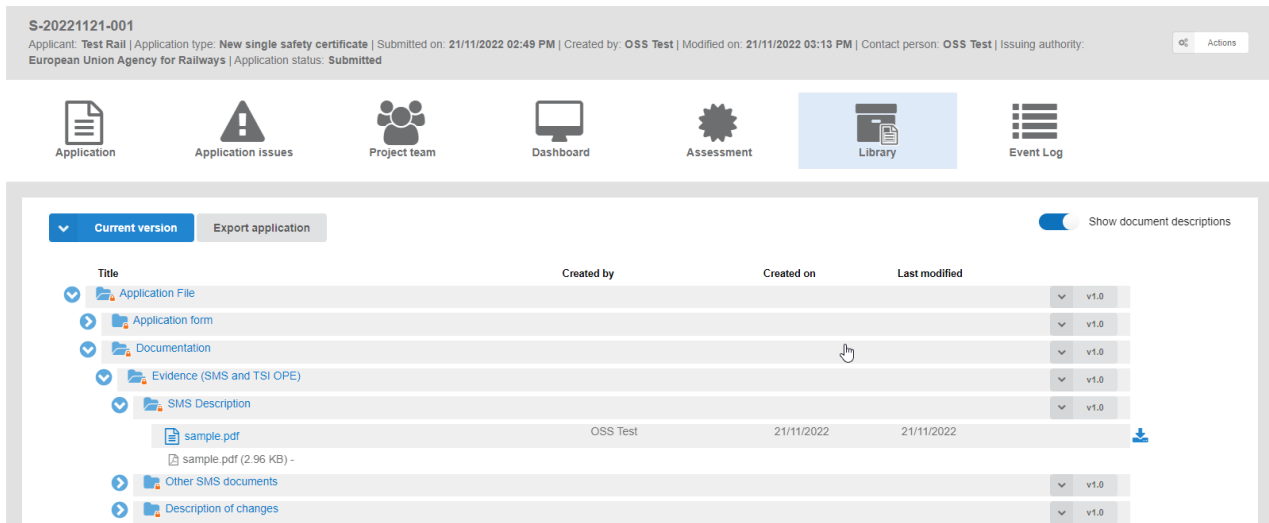 S-20221121-001
Applicant: Test Rail | Application type: New single safety certificate | Submitted on: 21/11/2022 02:49 PM | Created by: OSS Test | Modified on: 21/11/2022 03:13 PM | Contact person: OSS Test | Issuing authority:
European Union Agency for Railways | Application status: Submitted
Actions
Application Application issues Project team Dashboard Assessment Library Event Log
Current version Export application Show document descriptions
Title Created by Created on Last modified
Application File v1.0
Application form v1.0
Documentation v1.0
Evidence (SMS and TSI OPE) v1.0
SMS Description v1.0
sample.pdf OSS Test 21/11/2022 21/11/2022
sample.pdf (2.96 KB) -
Other SMS documents v1.0
Description of changes v1.0